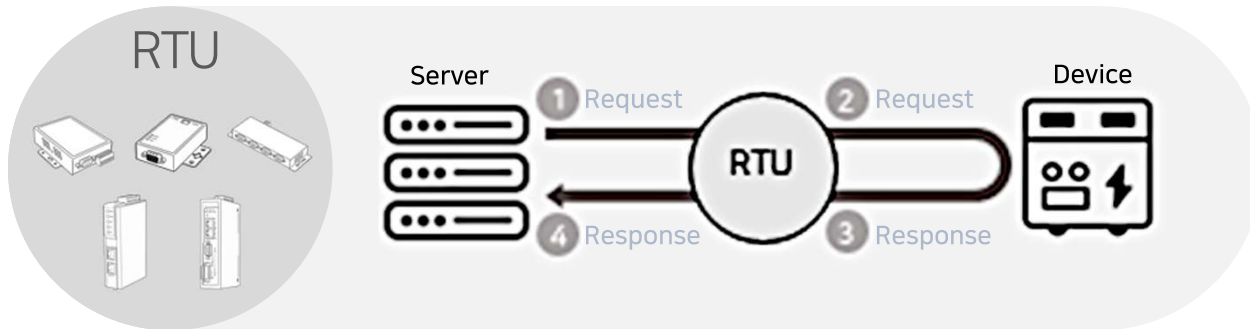 RTU
Server
Device
1 Request
2 Request
RTU
4 Response
3 Response